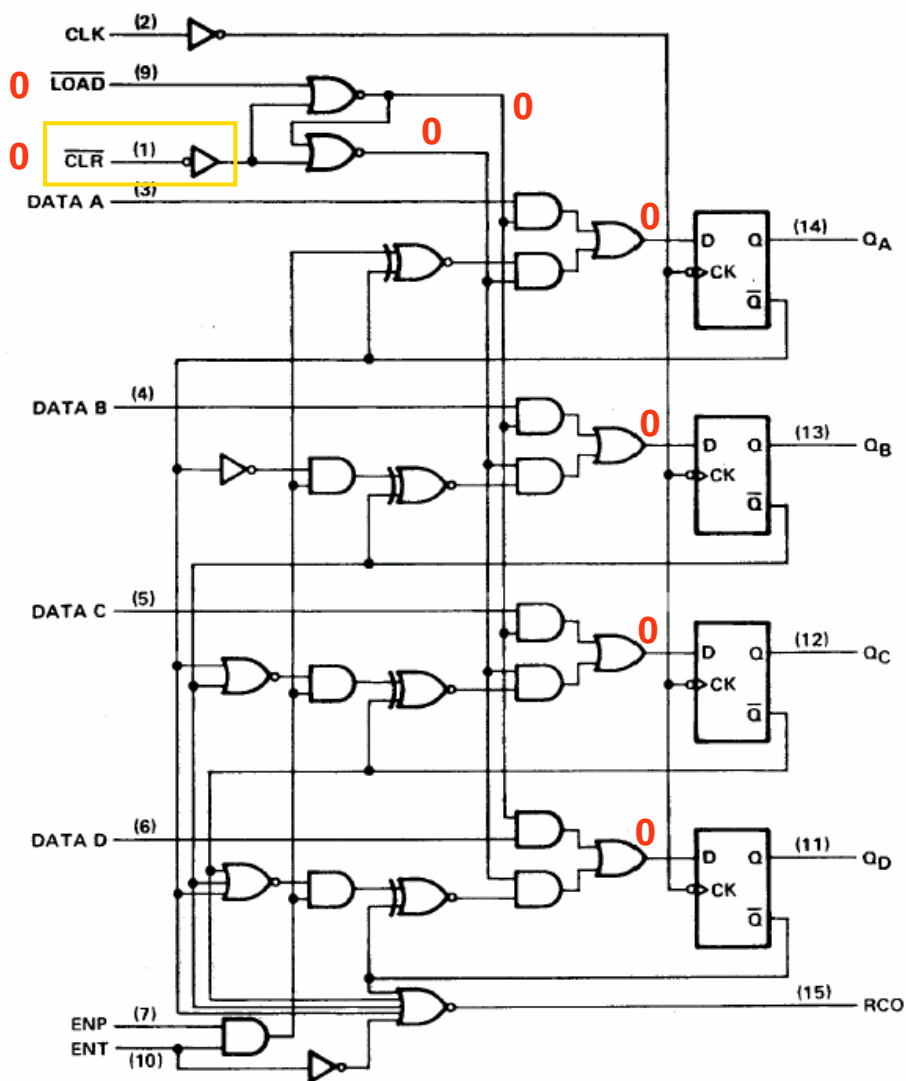 CLK (2)
0 L̅O̅A̅D̅ (9) 0
0
0 C̅L̅R̅ (1)
DATA A (3)
0
D Q (14) QA
CK
Q̅
DATA B (4)
0
D Q (13) QB
CK
Q̅
DATA C (5)
0
D Q (12) QC
CK
Q̅
DATA D (6)
0
D Q (11) QD
CK
Q̅
(15) RCO
ENP (7)
ENT (10)